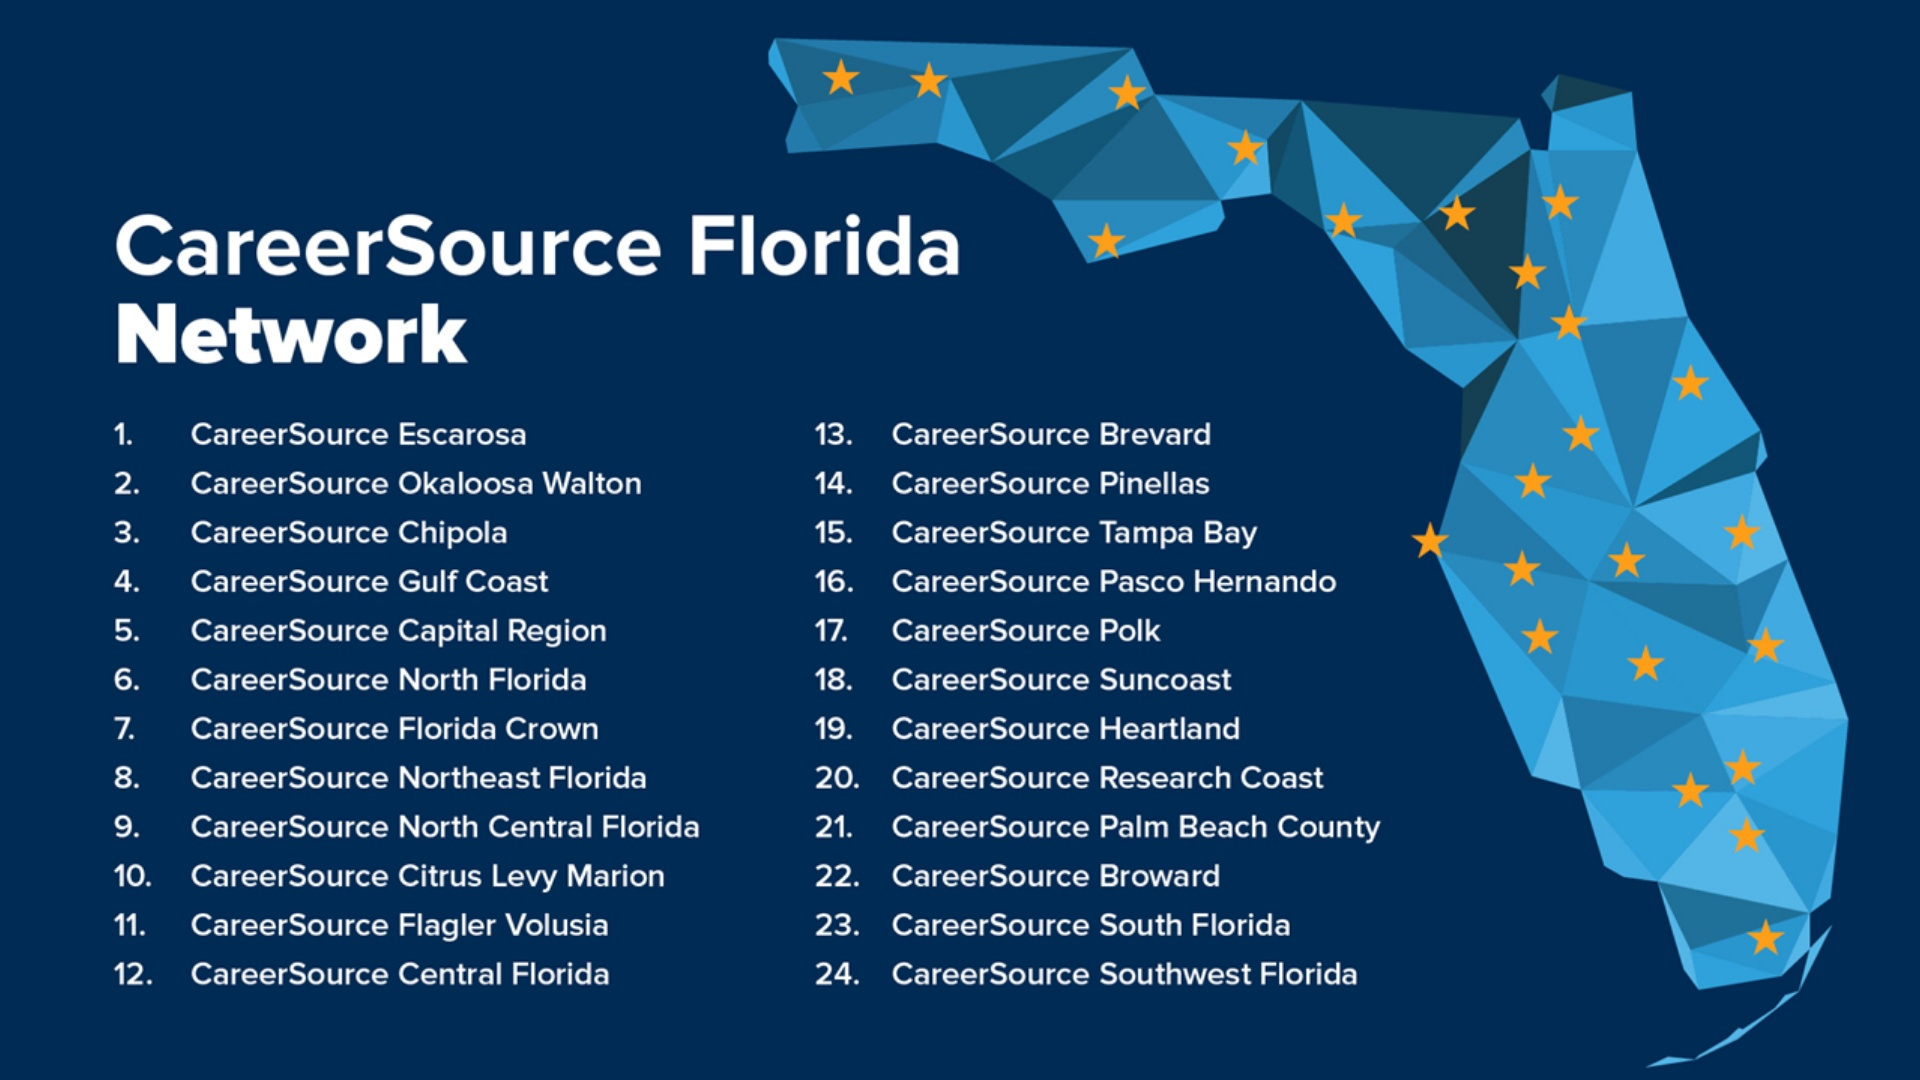 CareerSource Florida
Network
1. CareerSource Escarosa
2. CareerSource Okaloosa Walton
3. CareerSource Chipola
4. CareerSource Gulf Coast
5. CareerSource Capital Region
6. CareerSource North Florida
7. CareerSource Florida Crown
8. CareerSource Northeast Florida
9. CareerSource North Central Florida
10. CareerSource Citrus Levy Marion
11. CareerSource Flagler Volusia
12. CareerSource Central Florida
13. CareerSource Brevard
14. CareerSource Pinellas
15. CareerSource Tampa Bay
16. CareerSource Pasco Hernando
17. CareerSource Polk
18. CareerSource Suncoast
19. CareerSource Heartland
20. CareerSource Research Coast
21. CareerSource Palm Beach County
22. CareerSource Broward
23. CareerSource South Florida
24. CareerSource Southwest Florida